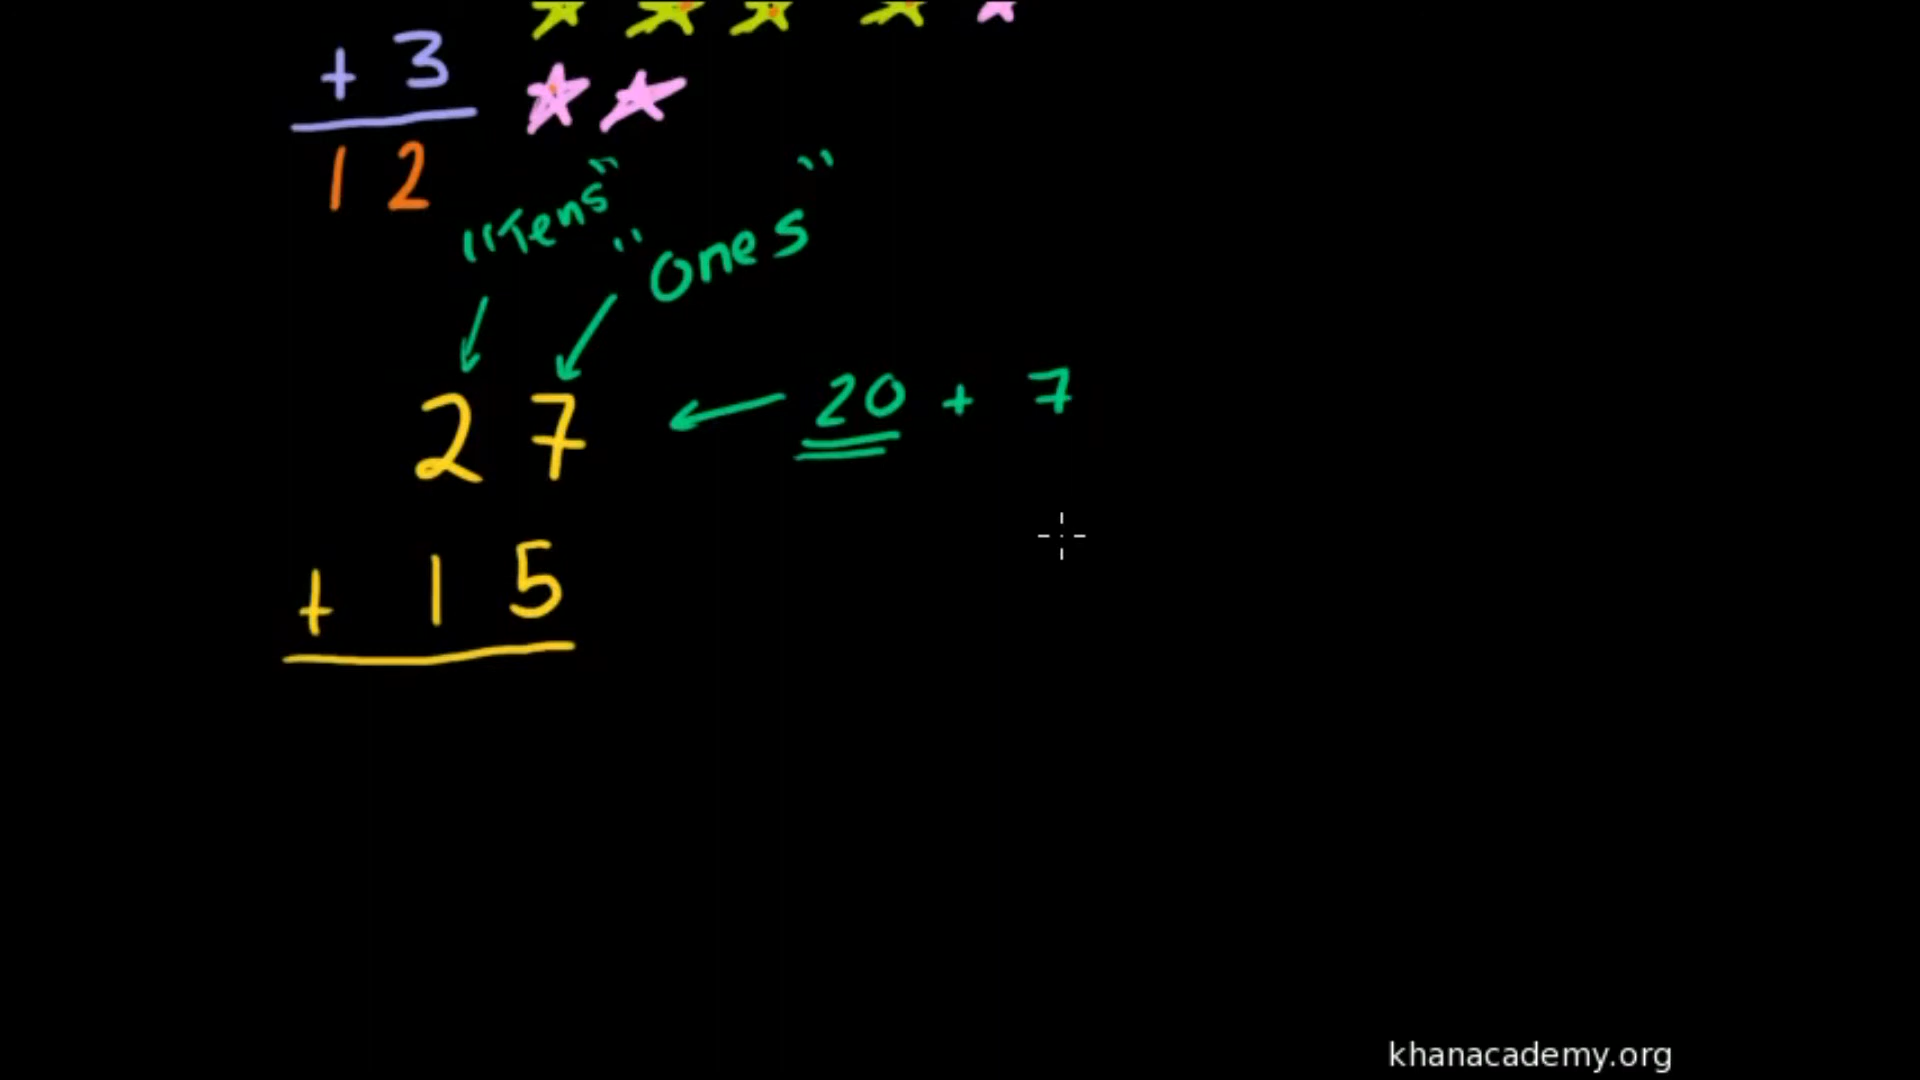 + 3
12
"Tens"
"ones"
27 ← 20 + 7
+ 15
khanacademy.org